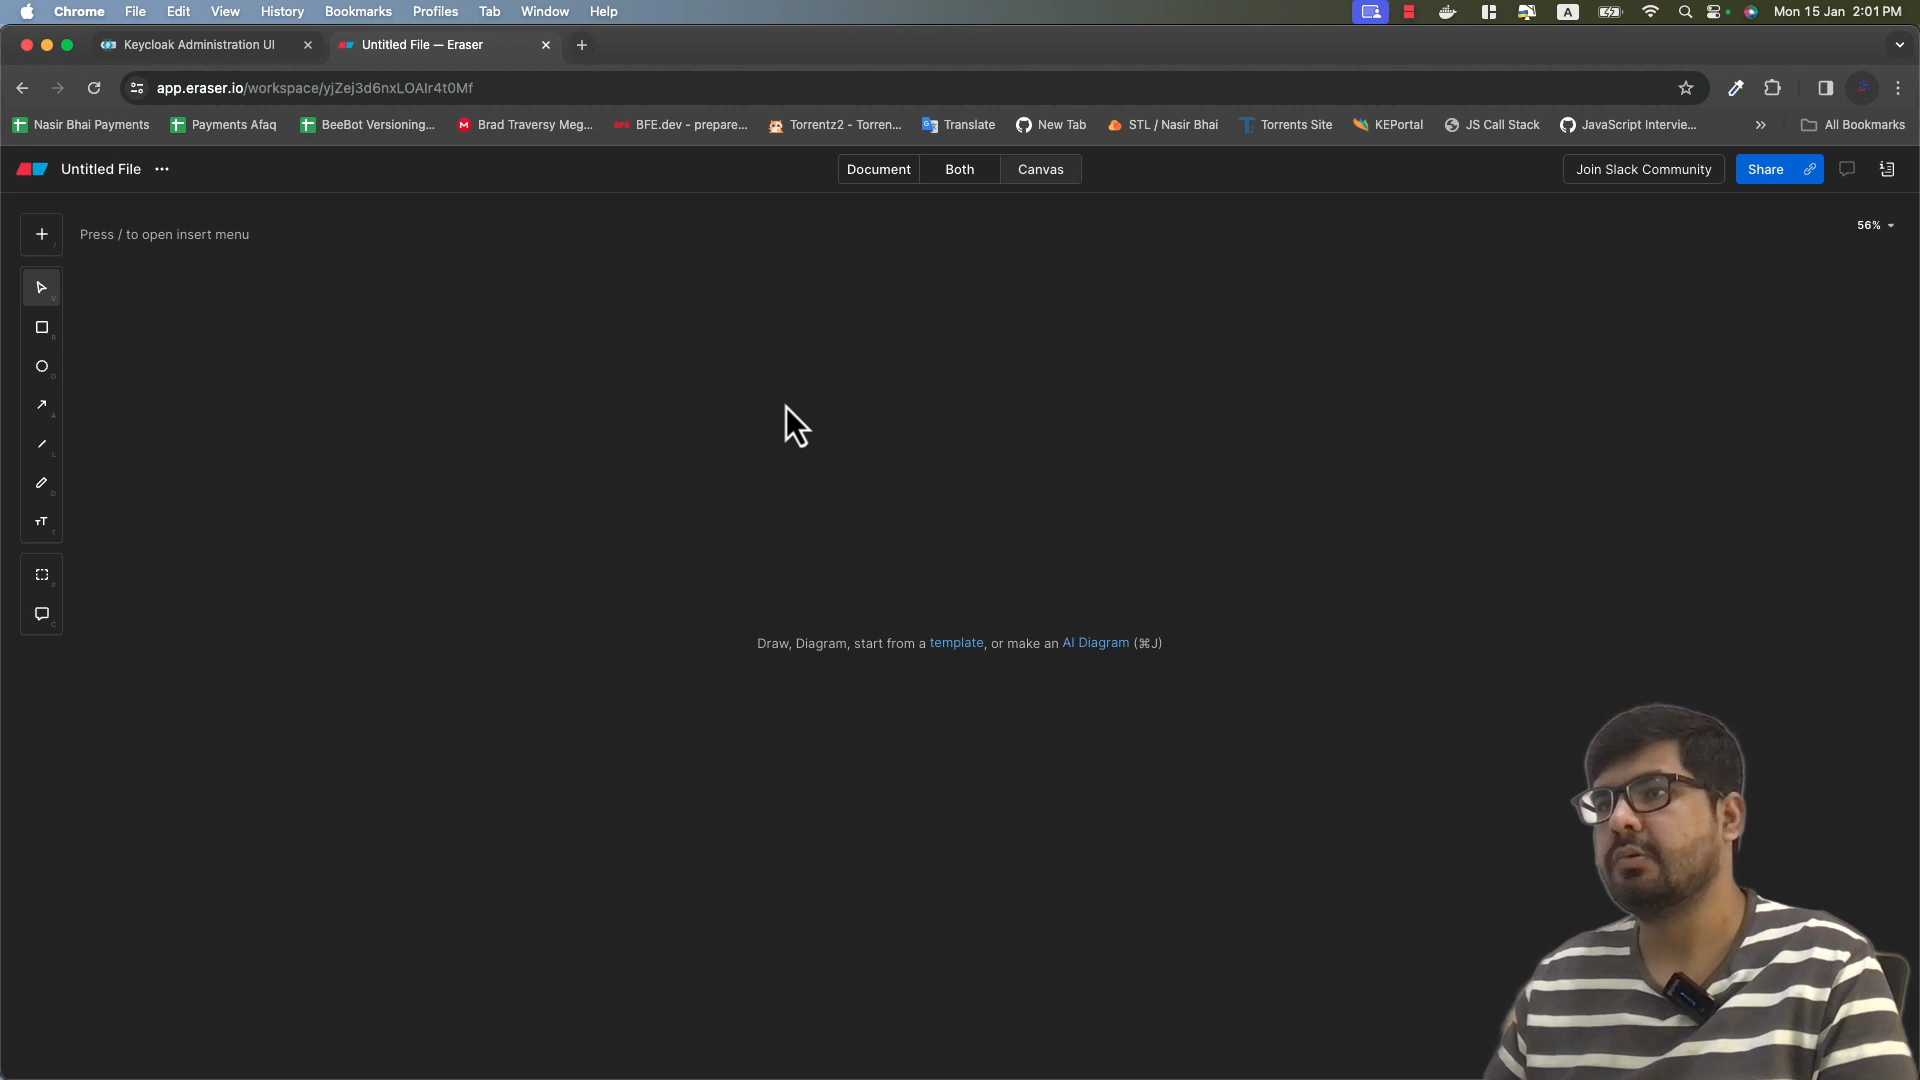 Chrome File Edit View History Bookmarks Profiles Tab Window Help A Mon 15 Jan 2:01 PM
Keycloak Administration UI Untitled File — Eraser
app.eraser.io/workspace/yjZej3d6nxLOAIr4t0Mf
Nasir Bhai Payments Payments Afaq BeeBot Versioning... Brad Traversy Meg... BFE.dev - prepare... Torrentz2 - Torren... Translate New Tab STL / Nasir Bhai Torrents Site KEPortal JS Call Stack JavaScript Intervie... All Bookmarks
Untitled File ••• Document Both Canvas Join Slack Community Share
+ / Press / to open insert menu 56%
V
R
O
A
L
D
TT T
F
C
Draw, Diagram, start from a template, or make an AI Diagram (⌘J)